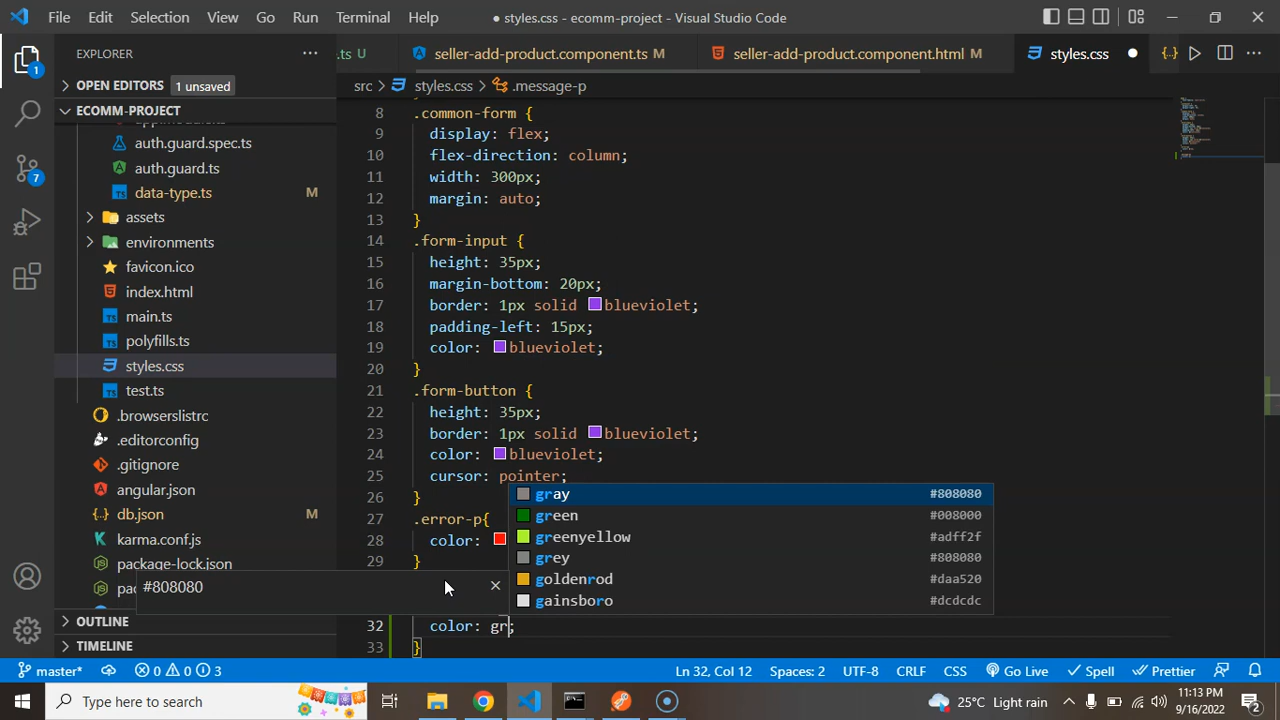 File Edit Selection View Go Run Terminal Help
● styles.css - ecomm-project - Visual Studio Code
EXPLORER
.ts U
seller-add-product.component.ts M
seller-add-product.component.html M
styles.css
OPEN EDITORS 1 unsaved
src > styles.css > .message-p
ECOMM-PROJECT
auth.guard.spec.ts
auth.guard.ts
data-type.ts M
assets
environments
favicon.ico
index.html
main.ts
polyfills.ts
styles.css
test.ts
.browserslistrc
.editorconfig
.gitignore
angular.json
db.json M
karma.conf.js
package-lock.json
OUTLINE
TIMELINE
1
7
8 .common-form {
9 display: flex;
10 flex-direction: column;
11 width: 300px;
12 margin: auto;
13 }
14 .form-input {
15 height: 35px;
16 margin-bottom: 20px;
17 border: 1px solid blueviolet;
18 padding-left: 15px;
19 color: blueviolet;
20 }
21 .form-button {
22 height: 35px;
23 border: 1px solid blueviolet;
24 color: blueviolet;
25 cursor: pointer;
26 }
27 .error-p{
28 color:
29 }
32 color: gr;
33 }
gray #808080
green #008000
greenyellow #adff2f
grey #808080
goldenrod #daa520
gainsboro #dcdcdc
#808080
master* 0 0 3
Ln 32, Col 12 Spaces: 2 UTF-8 CRLF CSS Go Live Spell Prettier
Type here to search
25°C Light rain
11:13 PM
9/16/2022
2